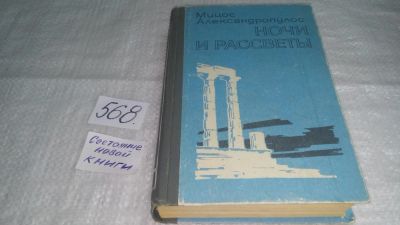 Мицос
Александропулос
НОЧИ
И РАССВЕТЫ
568.
Состояние
новой
книги